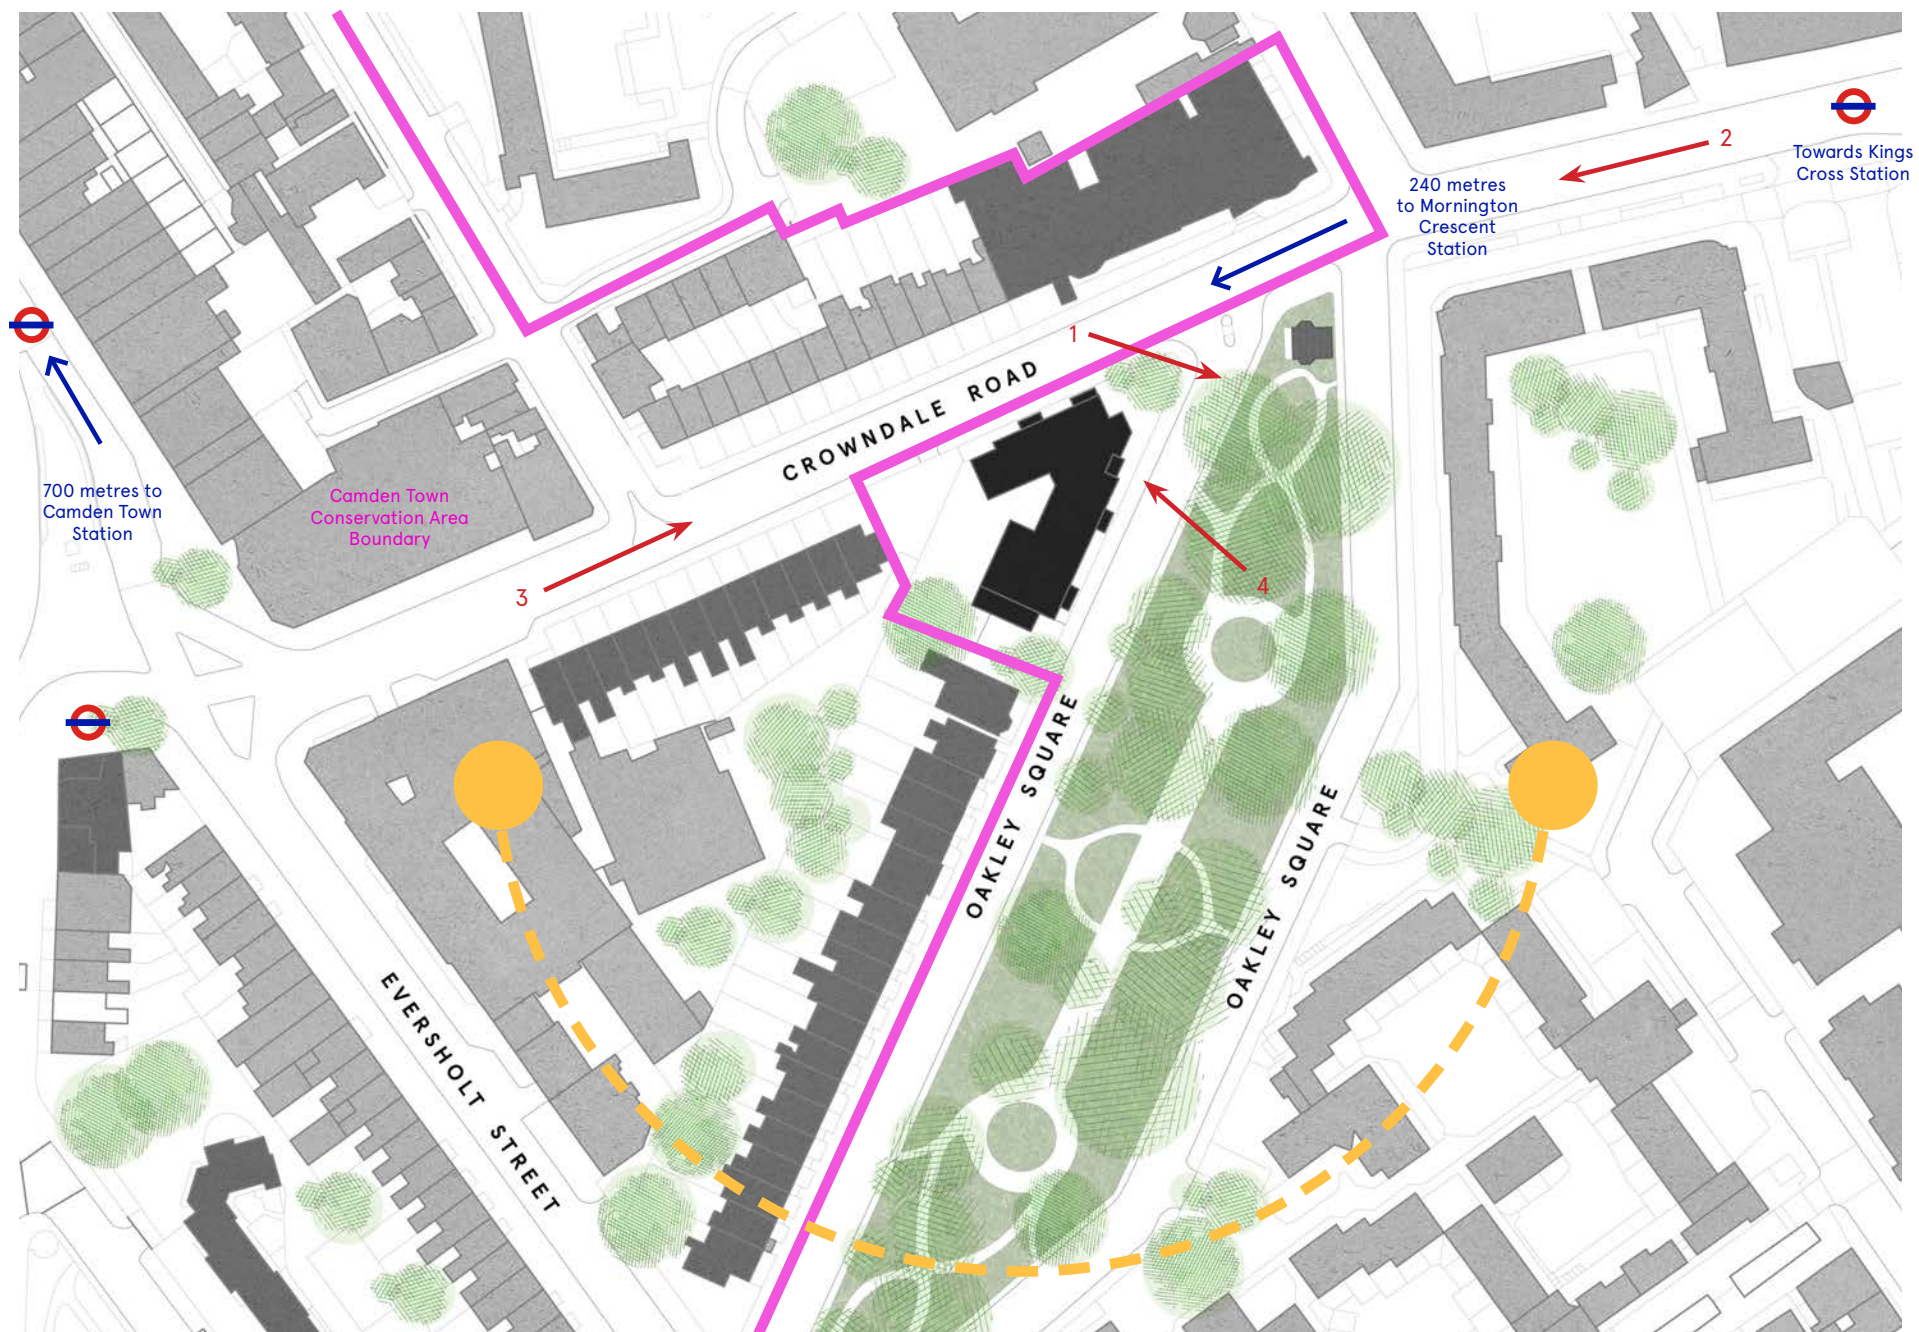 2
Towards Kings
Cross Station
240 metres
to Mornington
Crescent
Station
1
CROWNDALE ROAD
700 metres to
Camden Town
Station
Camden Town
Conservation Area
Boundary
3
4
OAKLEY SQUARE
OAKLEY SQUARE
EVERSHOLT STREET